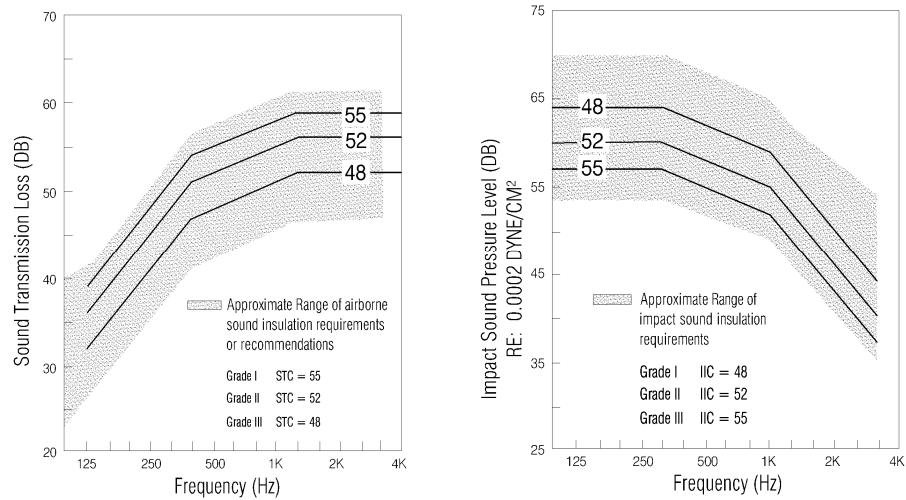 70
60
50
40
30
20
Sound Transmission Loss (DB)
55
52
48
Approximate Range of airborne
sound insulation requirements
or recommendations
Grade I STC = 55
Grade II STC = 52
Grade III STC = 48
125 250 500 1K 2K 4K
Frequency (Hz)
75
65
55
45
35
25
Impact Sound Pressure Level (DB)
RE: 0.0002 DYNE/CM²
48
52
55
Approximate Range of
impact sound insulation
requirements
Grade I IIC = 48
Grade II IIC = 52
Grade III IIC = 55
125 250 500 1K 2K 4K
Frequency (Hz)